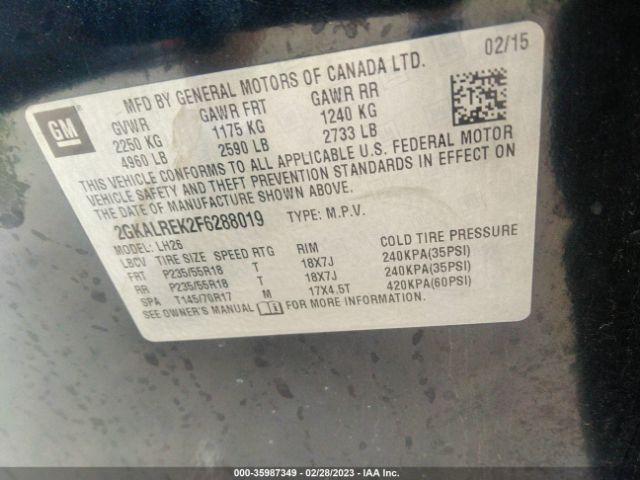 02/15
MFD BY GENERAL MOTORS OF CANADA LTD.
GM
GVWR GAWR FRT GAWR RR
2250 KG 1175 KG 1240 KG
4960 LB 2590 LB 2733 LB
THIS VEHICLE CONFORMS TO ALL APPLICABLE U.S. FEDERAL MOTOR
VEHICLE SAFETY AND THEFT PREVENTION STANDARDS IN EFFECT ON
THE DATE OF MANUFACTURE SHOWN ABOVE.
2GKALREK2F6288019 TYPE: M.P.V.
MODEL: LH26
LBCV TIRE SIZE SPEED RTG RIM COLD TIRE PRESSURE
FRT P235/55R18 T 18X7J 240KPA(35PSI)
RR P235/55R18 T 18X7J 240KPA(35PSI)
SPA T145/70R17 M 17X4.5T 420KPA(60PSI)
SEE OWNER'S MANUAL FOR MORE INFORMATION.
000-35987349 | 02/28/2023 | IAA Inc.